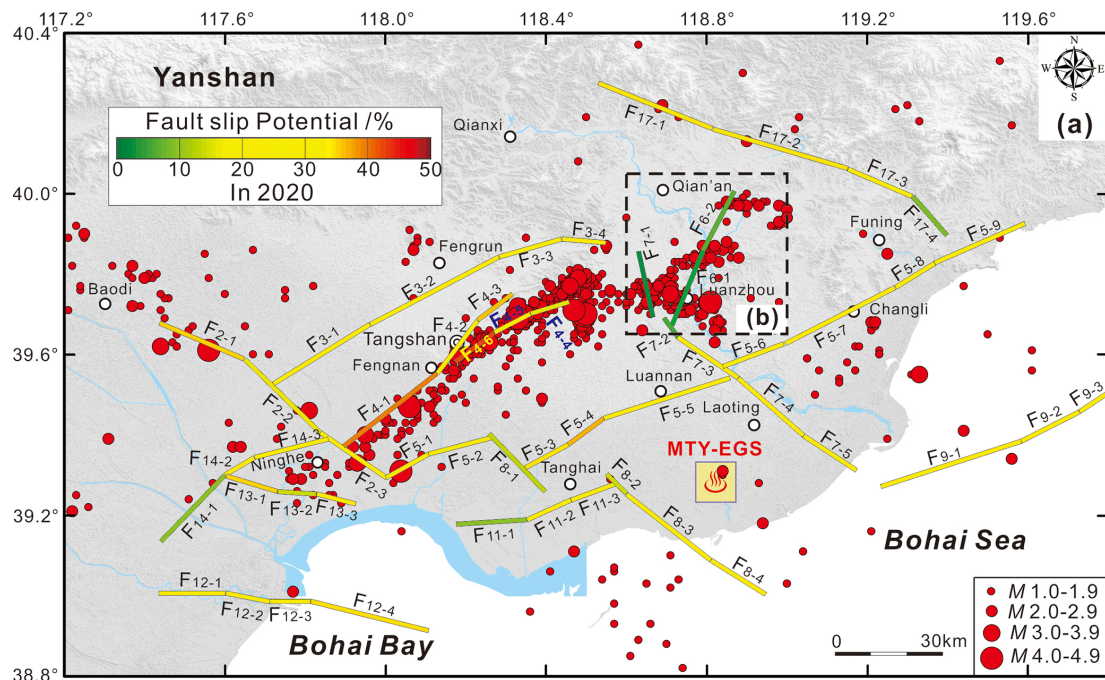 117.2° 117.6° 118.0° 118.4° 118.8° 119.2° 119.6°
40.4°
40.0°
39.6°
39.2°
38.8°
Yanshan
Fault slip Potential /%
0 10 20 30 40 50
In 2020
N
W E
S
(a)
Qianxi
F17-1
F17-2
F17-3
F17-4
Qian'an
F6-2
F7-1
F6-1
Luanzhou
(b)
Funing
F5-9
F5-8
Changli
F5-7
F5-6
Fengrun
F3-4
F3-3
F3-2
F3-1
Baodi
F2-1
F4-3
F4-2
F4-5
Tangshan
F4-6
F4-4
Fengnan
F7-2
F7-3
Luannan
F4-1
F2-2
F5-5
F5-4
Laoting
F7-4
F7-5
F9-3
F9-2
F9-1
F14-3
F14-2
Ninghe
F5-1
F5-2
F5-3
F8-1
F2-3
Tanghai
MTY-EGS
F13-1
F13-2
F13-3
F14-1
F8-2
F11-3
F11-2
F11-1
F8-3
F8-4
Bohai Sea
F12-1
F12-2
F12-3
F12-4
Bohai Bay
0 30km
M 1.0-1.9
M 2.0-2.9
M 3.0-3.9
M 4.0-4.9